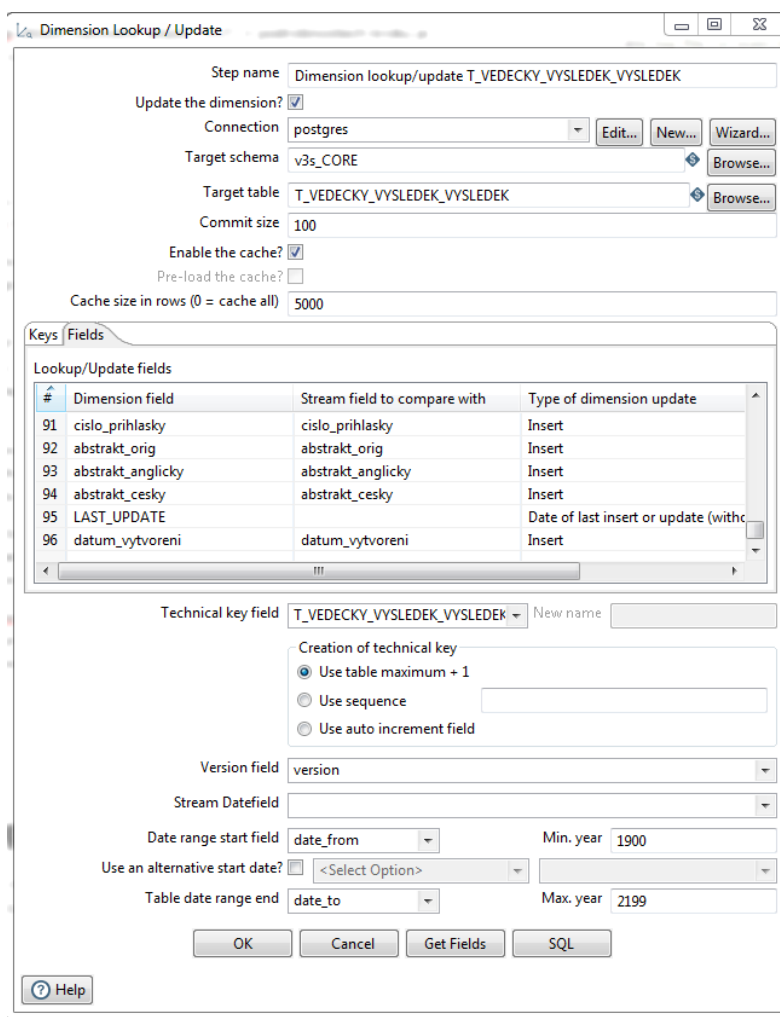 Dimension Lookup / Update
Step name Dimension lookup/update T_VEDECKY_VYSLEDEK_VYSLEDEK
Update the dimension?
Connection postgres Edit... New... Wizard...
Target schema v3s_CORE Browse...
Target table T_VEDECKY_VYSLEDEK_VYSLEDEK Browse...
Commit size 100
Enable the cache?
Pre-load the cache?
Cache size in rows (0 = cache all) 5000
Keys Fields
Lookup/Update fields
# Dimension field Stream field to compare with Type of dimension update
91 cislo_prihlasky cislo_prihlasky Insert
92 abstrakt_orig abstrakt_orig Insert
93 abstrakt_anglicky abstrakt_anglicky Insert
94 abstrakt_cesky abstrakt_cesky Insert
95 LAST_UPDATE Date of last insert or update (withc
96 datum_vytvoreni datum_vytvoreni Insert
Technical key field T_VEDECKY_VYSLEDEK_VYSLEDEK New name
Creation of technical key
Use table maximum + 1
Use sequence
Use auto increment field
Version field version
Stream Datefield
Date range start field date_from Min. year 1900
Use an alternative start date? <Select Option>
Table date range end date_to Max. year 2199
OK Cancel Get Fields SQL
Help